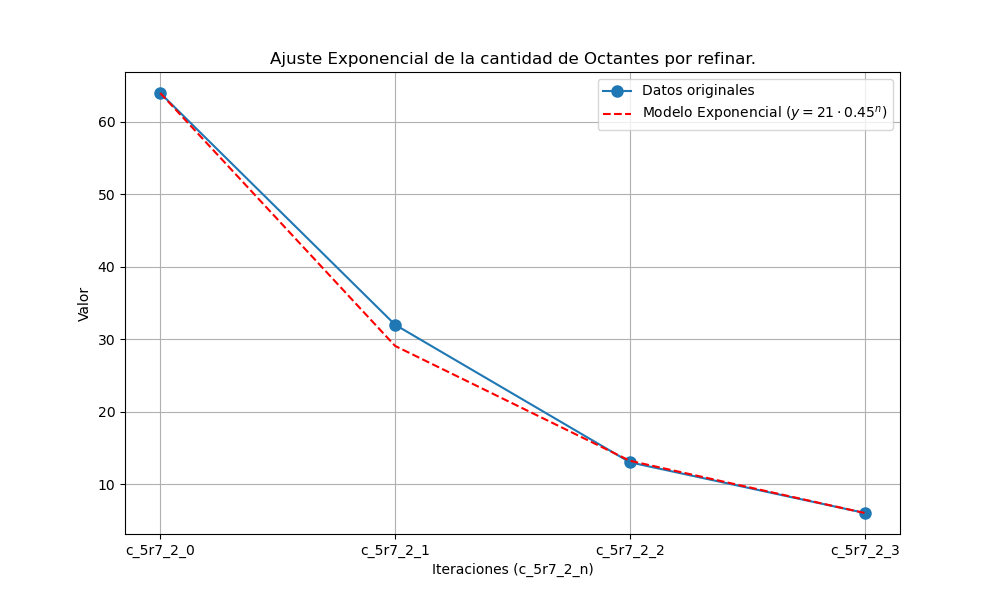 Ajuste Exponencial de la cantidad de Octantes por refinar.
Datos originales
Modelo Exponencial (y = 21 · 0.45ⁿ)
Valor
60
50
40
30
20
10
c_5r7_2_0
c_5r7_2_1
c_5r7_2_2
c_5r7_2_3
Iteraciones (c_5r7_2_n)